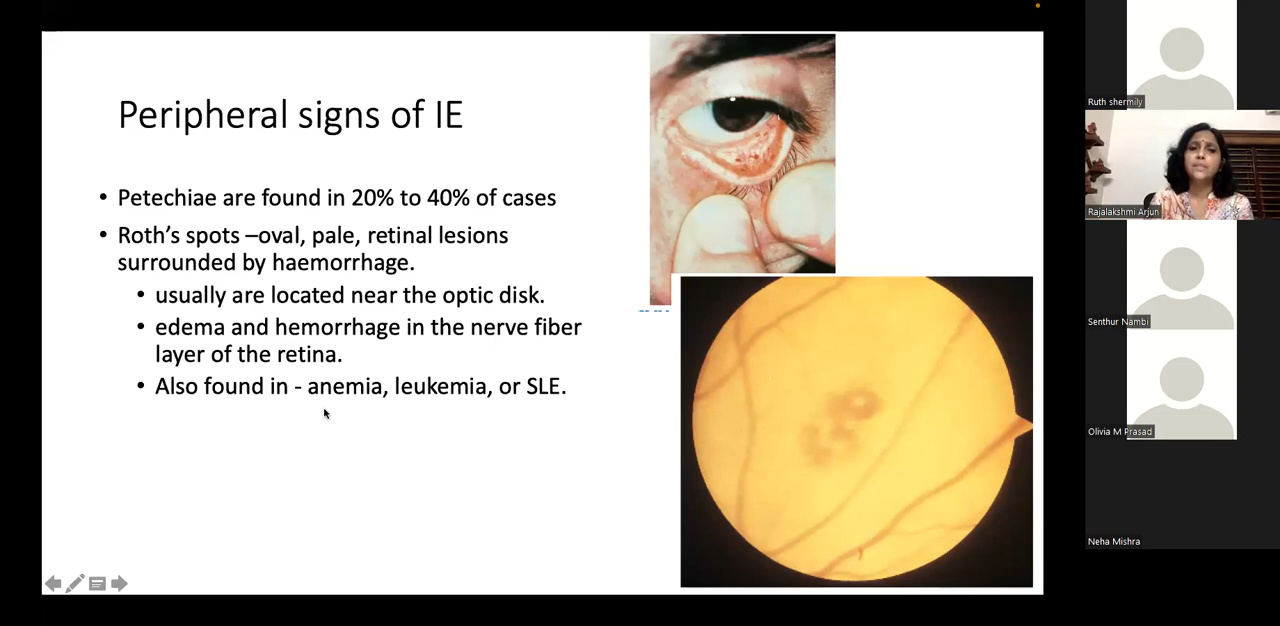 Peripheral signs of IE
• Petechiae are found in 20% to 40% of cases
• Roth's spots –oval, pale, retinal lesions
surrounded by haemorrhage.
• usually are located near the optic disk.
• edema and hemorrhage in the nerve fiber
layer of the retina.
• Also found in - anemia, leukemia, or SLE.
Ruth shermily
Rajalakshmi Arjun
Senthur Nambi
Olivia M Prasad
Neha Mishra